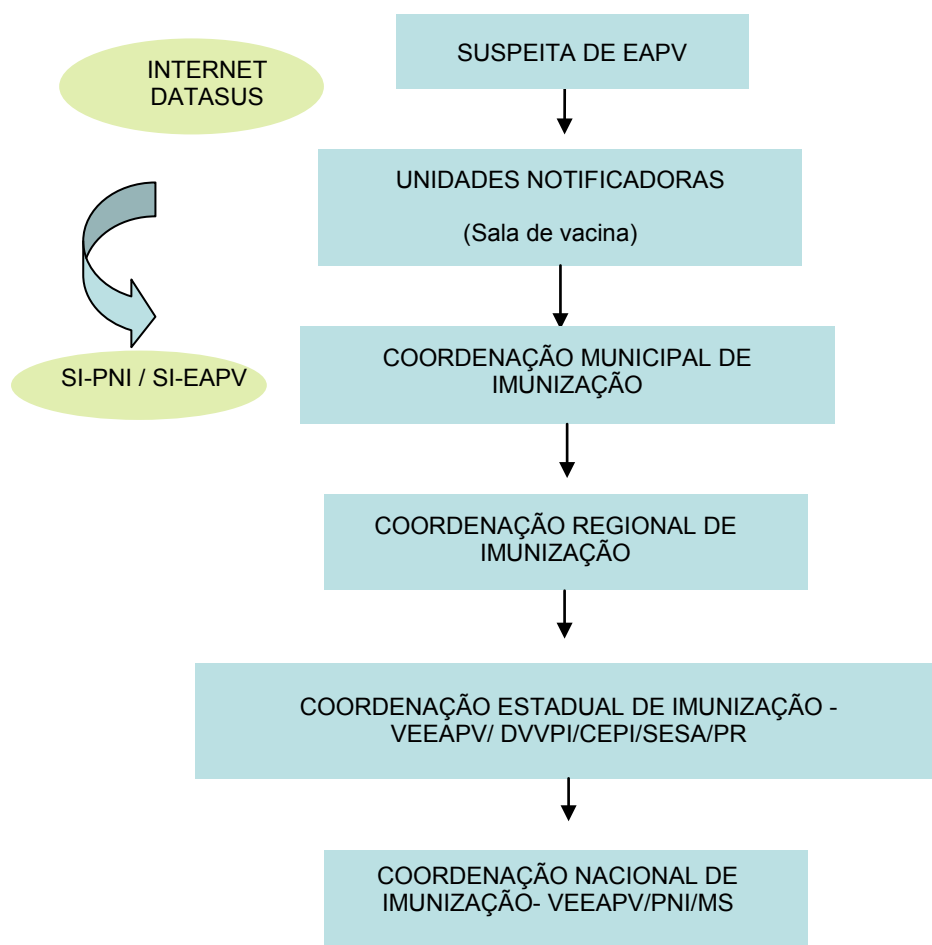 INTERNET
DATASUS
SUSPEITA DE EAPV
UNIDADES NOTIFICADORAS
(Sala de vacina)
SI-PNI / SI-EAPV
COORDENAÇÃO MUNICIPAL DE
IMUNIZAÇÃO
COORDENAÇÃO REGIONAL DE
IMUNIZAÇÃO
COORDENAÇÃO ESTADUAL DE IMUNIZAÇÃO -
VEEAPV/ DVVPI/CEPI/SESA/PR
COORDENAÇÃO NACIONAL DE
IMUNIZAÇÃO- VEEAPV/PNI/MS